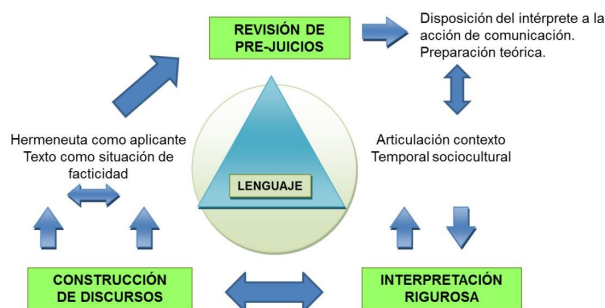 REVISIÓN DE
PRE-JUICIOS
Disposición del intérprete a la
acción de comunicación.
Preparación teórica.
Hermeneuta como aplicante
Texto como situación de
facticidad
Articulación contexto
Temporal sociocultural
LENGUAJE
CONSTRUCCIÓN
DE DISCURSOS
INTERPRETACIÓN
RIGUROSA